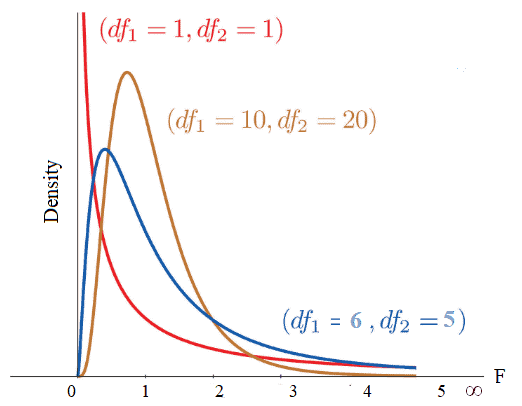 (df₁ = 1, df₂ = 1)
(df₁ = 10, df₂ = 20)
Density
(df₁ = 6 , df₂ = 5)
F
0 1 2 3 4 5 ∞